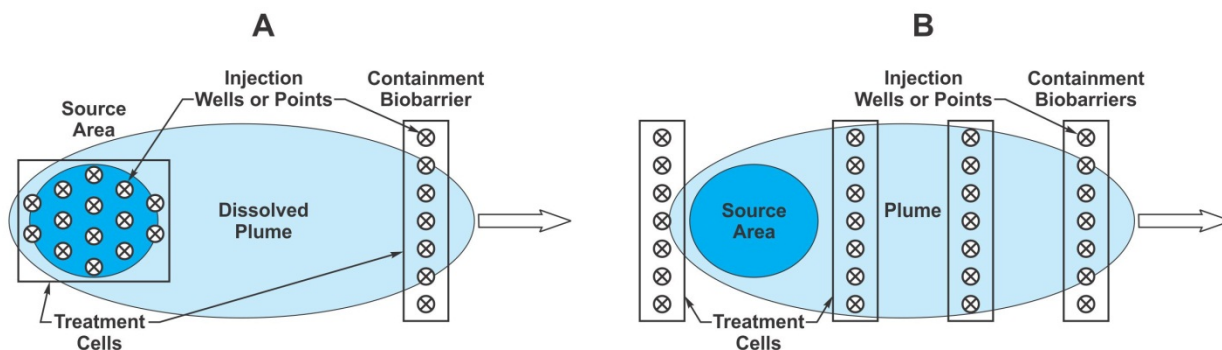 A
Injection
Wells or Points
Containment
Biobarrier
Source
Area
Dissolved
Plume
Treatment
Cells
B
Injection
Wells or Points
Containment
Biobarriers
Source
Area
Plume
Treatment
Cells